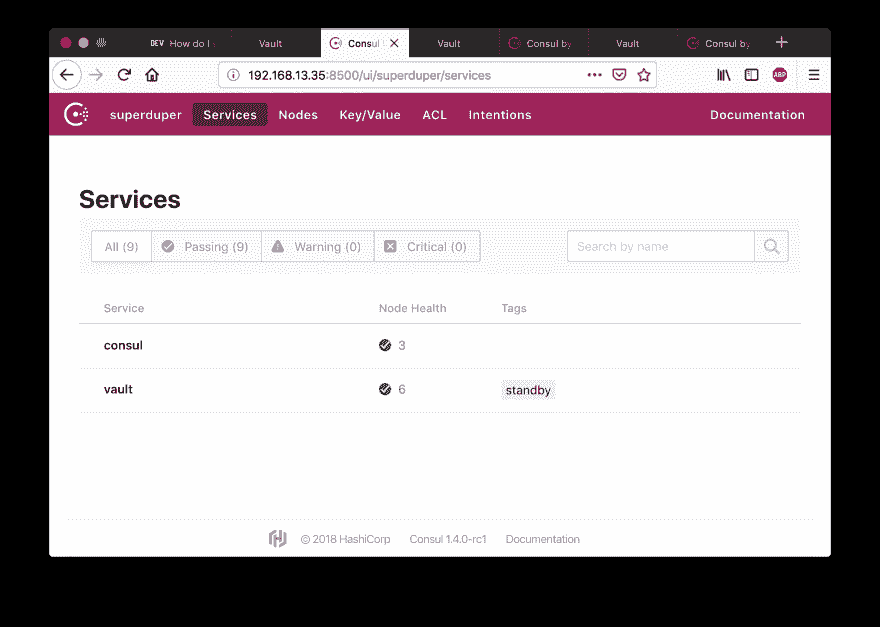 DEV How do I
Vault
Consul
Vault
Consul by
Vault
Consul by
192.168.13.35:8500/ui/superduper/services
ABP
superduper Services Nodes Key/Value ACL Intentions Documentation
Services
All (9) Passing (9) Warning (0) Critical (0) Search by name
Service Node Health Tags
consul 3
vault 6 standby
© 2018 HashiCorp Consul 1.4.0-rc1 Documentation